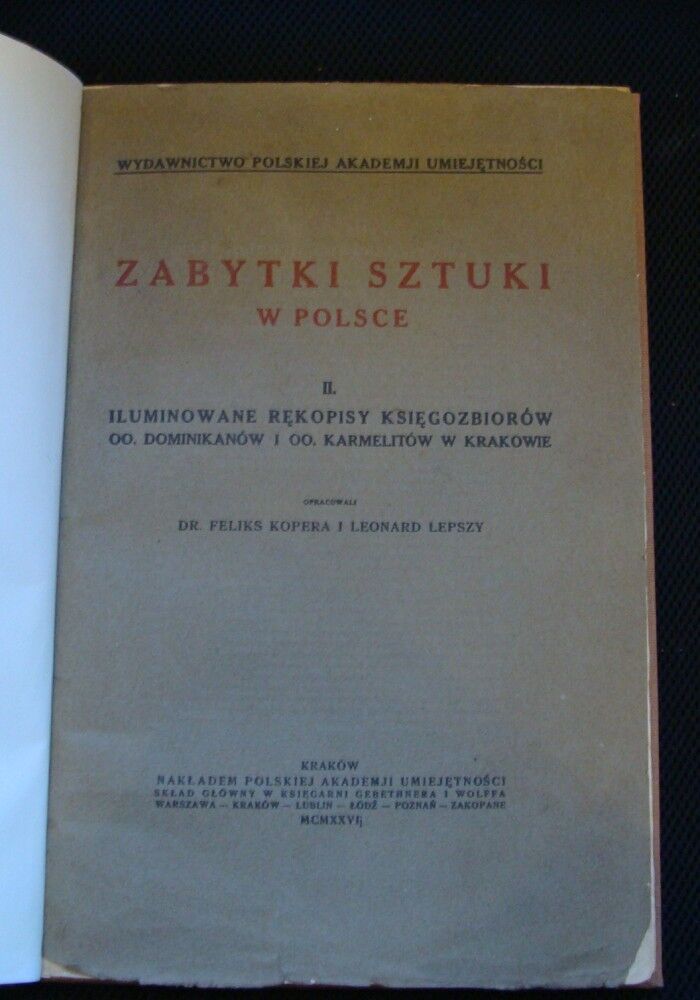 WYDAWNICTWO POLSKIEJ AKADEMJI UMIEJĘTNOŚCI
ZABYTKI SZTUKI
W POLSCE
II.
ILUMINOWANE RĘKOPISY KSIĘGOZBIORÓW
OO. DOMINIKANÓW I OO. KARMELITÓW W KRAKOWIE
OPRACOWALI
DR. FELIKS KOPERA I LEONARD LEPSZY
KRAKÓW
NAKŁADEM POLSKIEJ AKADEMJI UMIEJĘTNOŚCI
SKŁAD GŁÓWNY W KSIĘGARNI GEBETHNERA I WOLFFA
WARSZAWA — KRAKÓW — LUBLIN — ŁÓDŹ — POZNAŃ — ZAKOPANE
MCMXXVIj